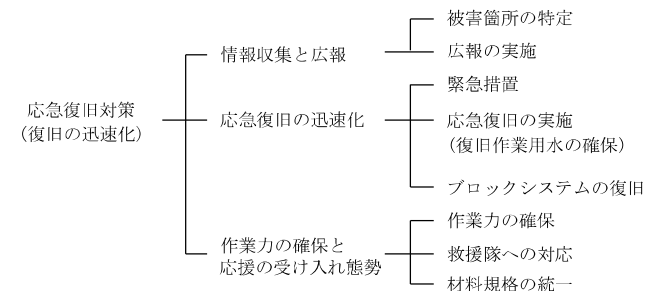 被害箇所の特定
情報収集と広報
広報の実施
緊急措置
応急復旧対策
(復旧の迅速化)
応急復旧の迅速化
応急復旧の実施
(復旧作業用水の確保)
ブロックシステムの復旧
作業力の確保と
応援の受け入れ態勢
作業力の確保
救援隊への対応
材料規格の統一